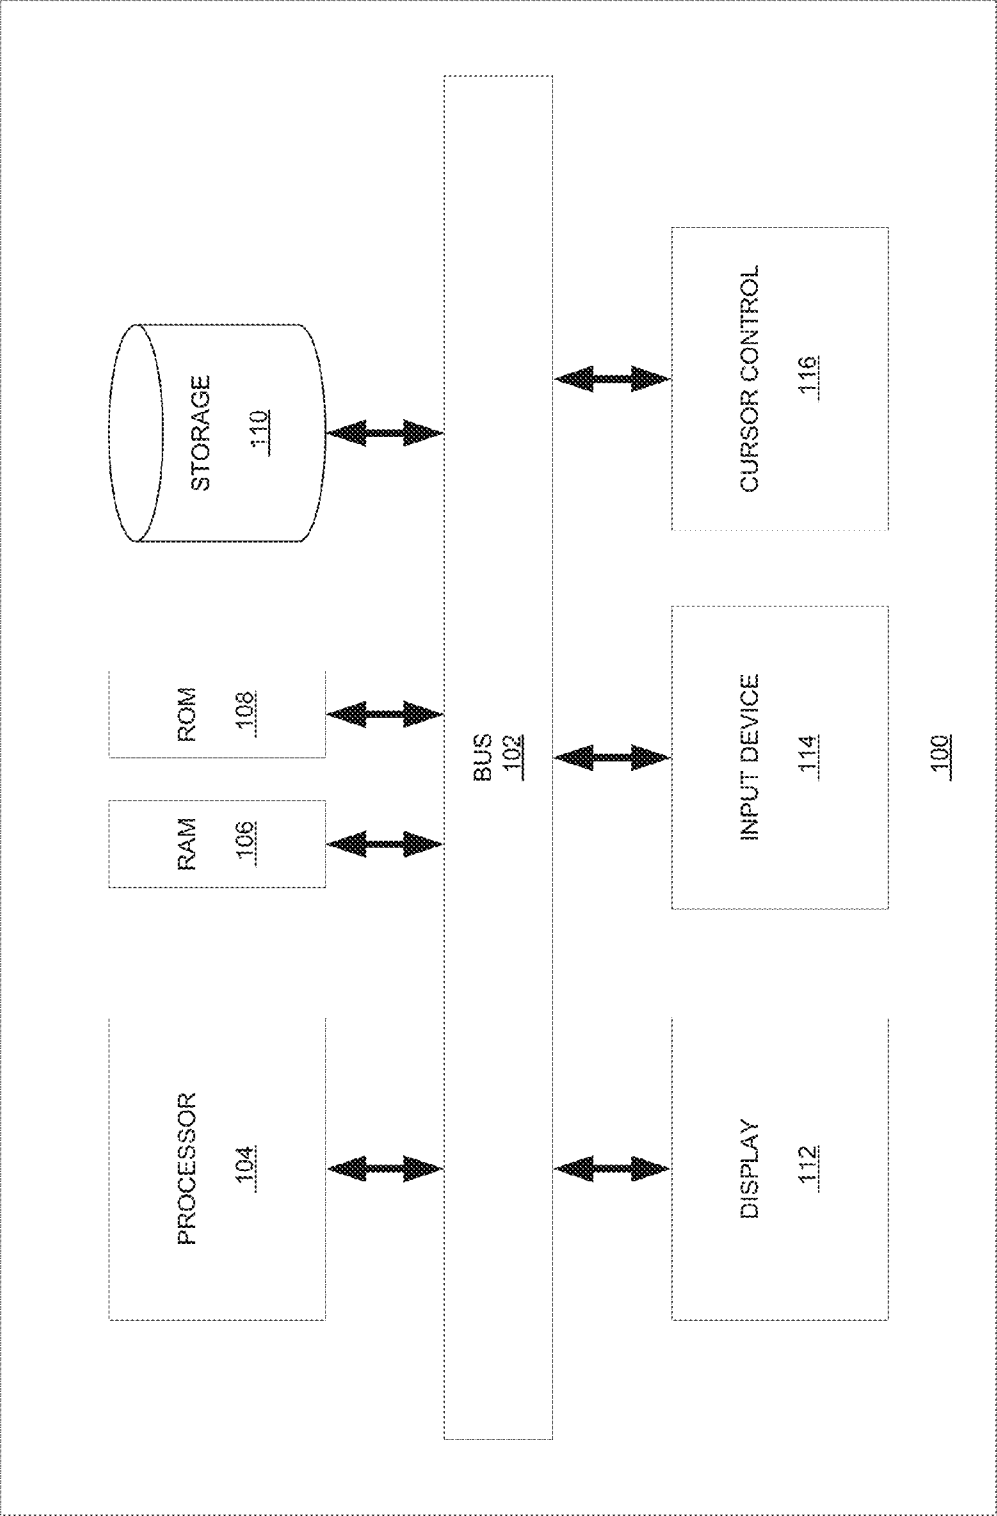 PROCESSOR
104
RAM
106
ROM
108
STORAGE
110
BUS
102
DISPLAY
112
INPUT DEVICE
114
CURSOR CONTROL
116
100